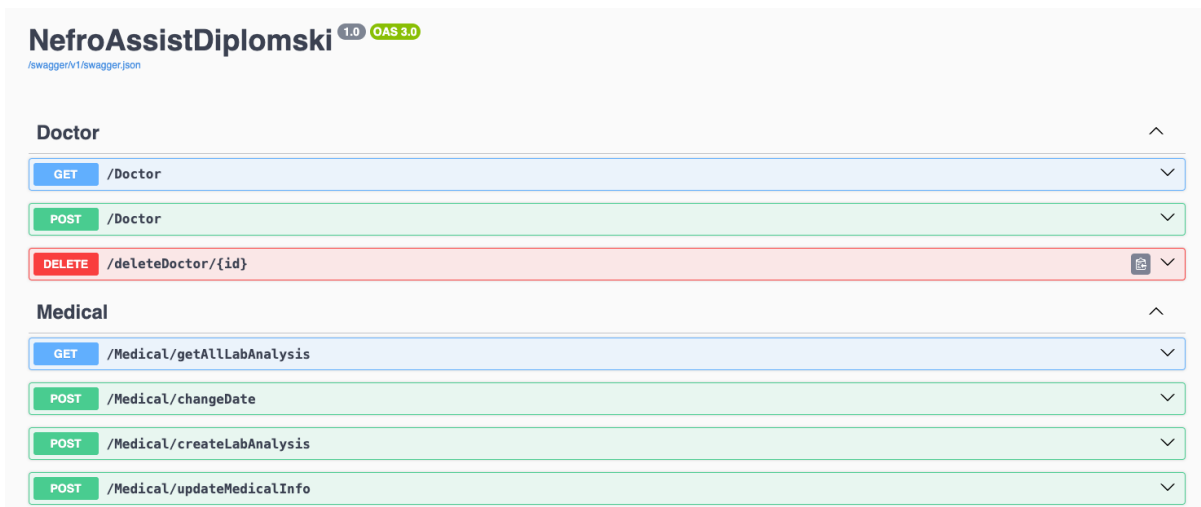 NefroAssistDiplomski 1.0 OAS 3.0
/swagger/v1/swagger.json
Doctor
GET /Doctor
POST /Doctor
DELETE /deleteDoctor/{id}
Medical
GET /Medical/getAllLabAnalysis
POST /Medical/changeDate
POST /Medical/createLabAnalysis
POST /Medical/updateMedicalInfo